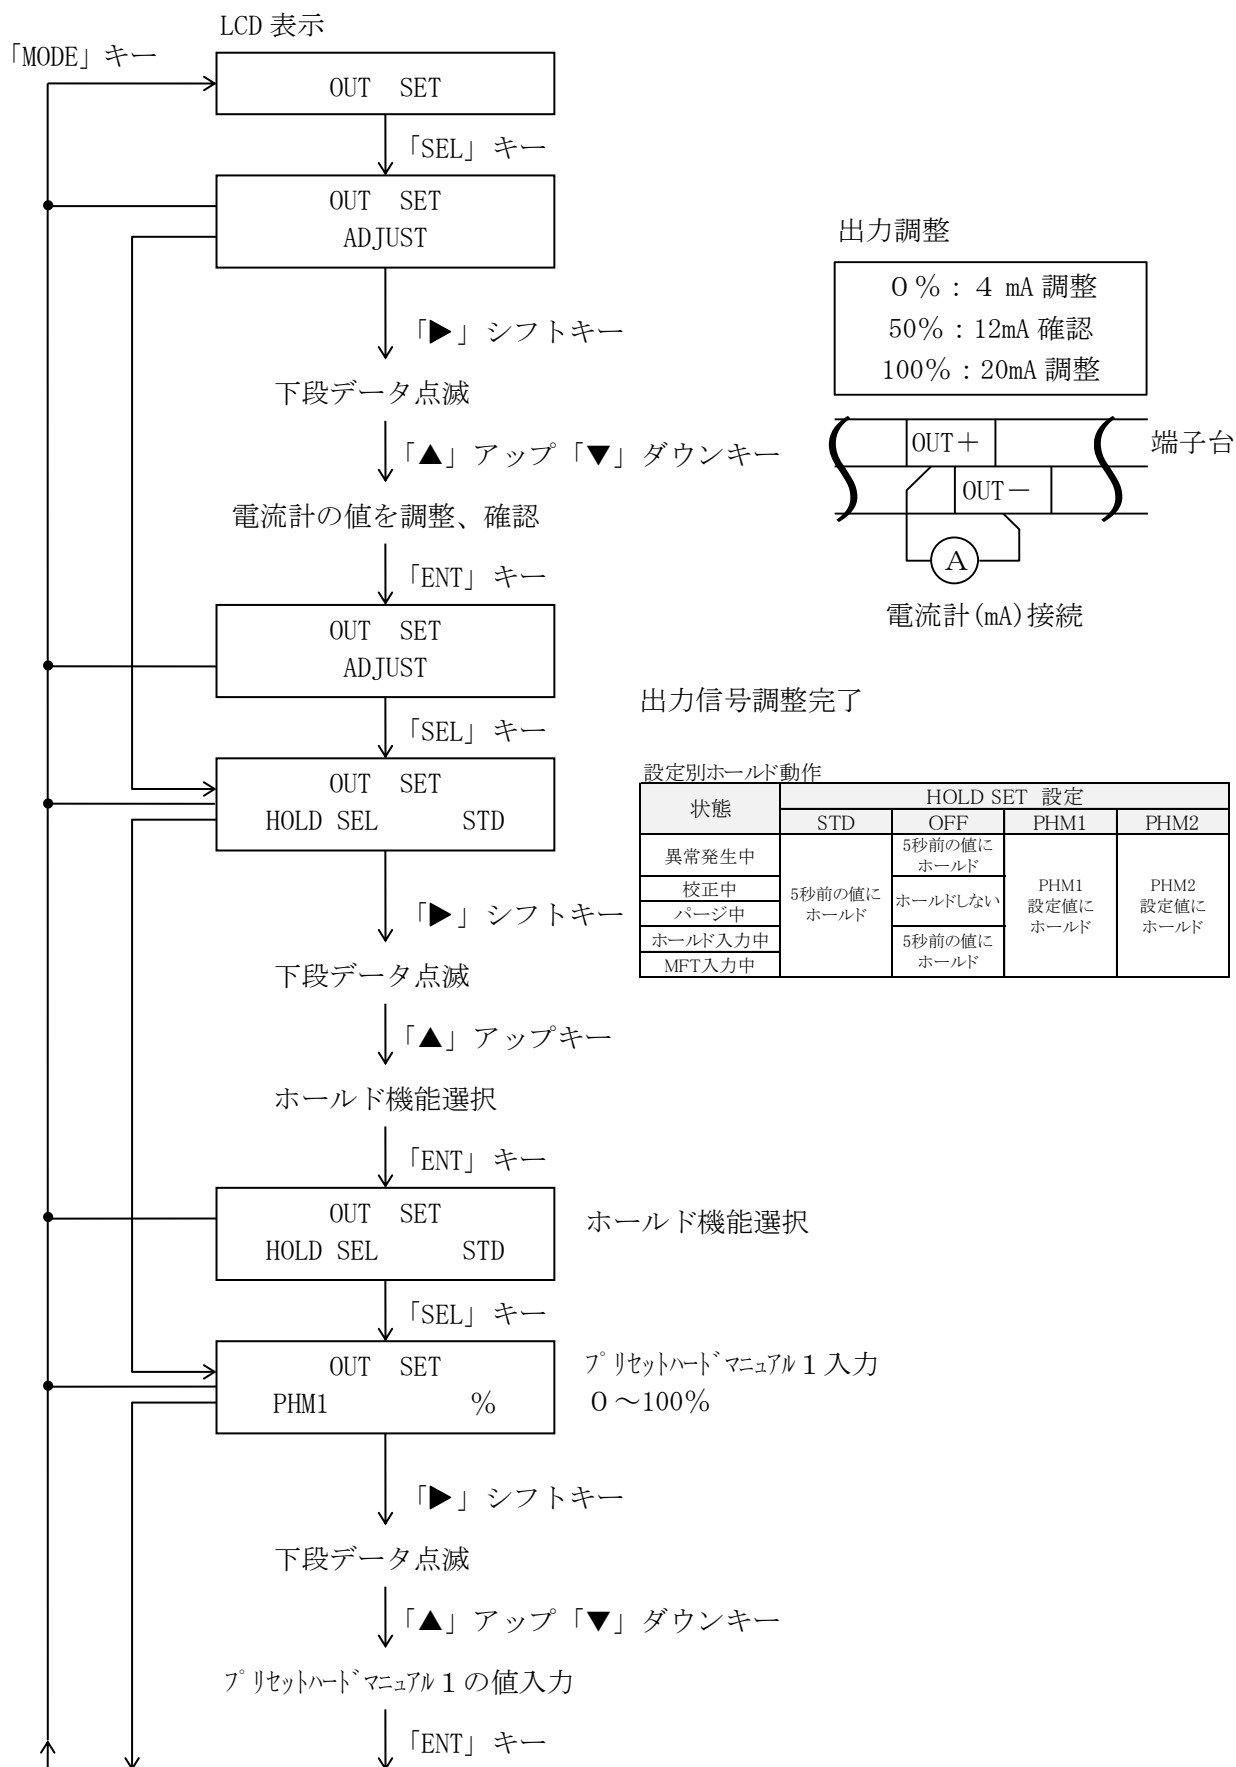 LCD 表示
「MODE」キー
OUT SET
「SEL」キー
OUT SET
ADJUST
「▶」シフトキー
下段データ点滅
「▲」アップ「▼」ダウンキー
電流計の値を調整、確認
「ENT」キー
出力調整
0%:4 mA 調整
50%:12mA 確認
100%:20mA 調整
OUT+
端子台
OUT-
A
電流計(mA)接続
OUT SET
ADJUST
「SEL」キー
出力信号調整完了
OUT SET
HOLD SEL STD
設定別ホールド動作
状態 HOLD SET 設定
STD OFF PHM1 PHM2
異常発生中
校正中
パージ中
ホールド入力中
MFT入力中
5秒前の値に
ホールド
5秒前の値に
ホールド
ホールドしない
5秒前の値に
ホールド
PHM1
設定値に
ホールド
PHM2
設定値に
ホールド
「▶」シフトキー
下段データ点滅
「▲」アップキー
ホールド機能選択
「ENT」キー
OUT SET
HOLD SEL STD
ホールド機能選択
「SEL」キー
OUT SET
PHM1 %
プリセットハードマニュアル1入力
0~100%
「▶」シフトキー
下段データ点滅
「▲」アップ「▼」ダウンキー
プリセットハードマニュアル1の値入力
「ENT」キー